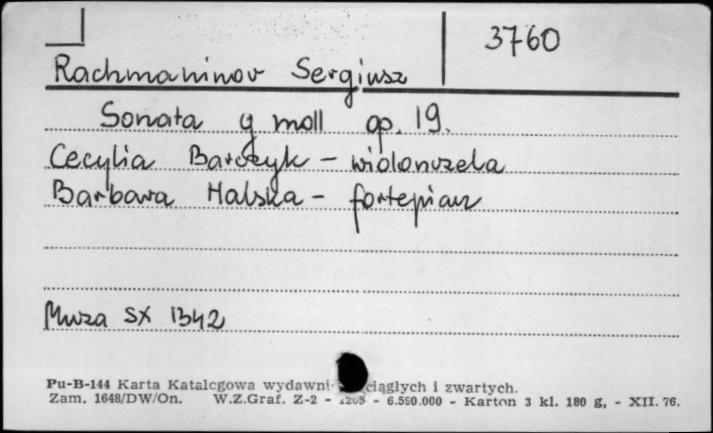 3760
Rachmaninov Sergiusz
Sonata g moll op. 19.
Cecylia Barczyk - wiolonczela
Barbara Halska - fortepian
Muza SX 1342
Pu-B-144 Karta Katalogowa wydawni ciągłych i zwartych.
Zam. 1648/DW/On. W.Z.Graf. Z-2 - - 6.590.000 - Karton 3 kl. 180 g, - XII. 76.